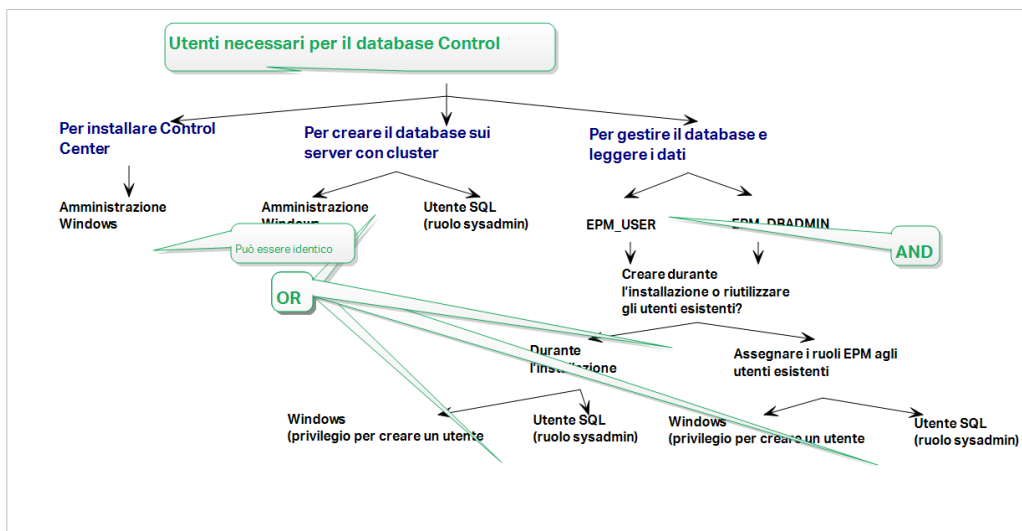 Utenti necessari per il database Control
Per installare Control
Center
Per creare il database sui
server con cluster
Per gestire il database e
leggere i dati
Amministrazione
Windows
Amministrazione
Windows
Utente SQL
(ruolo sysadmin)
EPM_USER
EPM_DBADMIN
AND
Può essere identico
OR
Creare durante
l'installazione o riutilizzare
gli utenti esistenti?
Durante
l'installazione
Assegnare i ruoli EPM agli
utenti esistenti
Windows
(privilegio per creare un utente
Utente SQL
(ruolo sysadmin)
Windows
(privilegio per creare un utente
Utente SQL
(ruolo sysadmin)